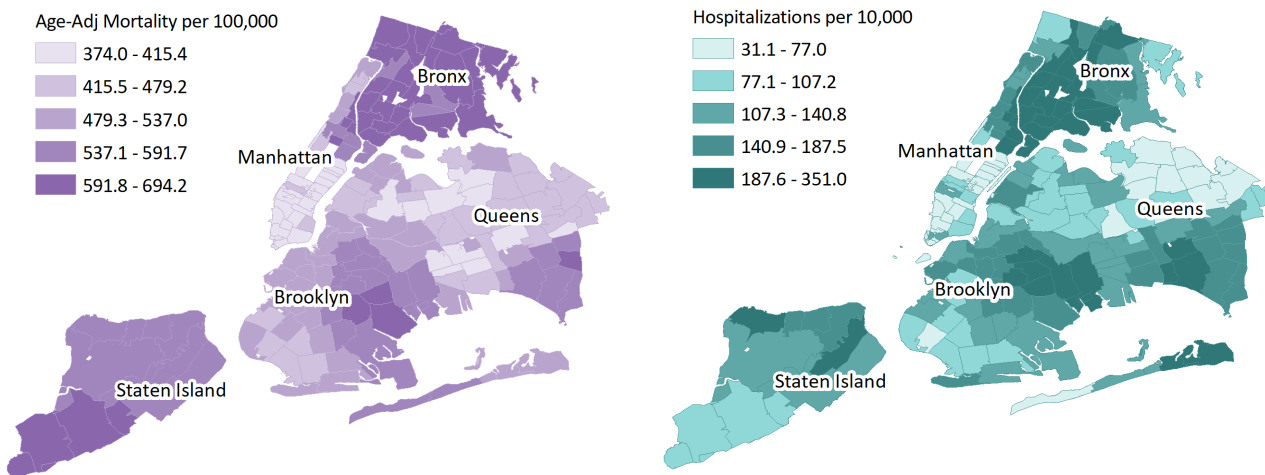 Age-Adj Mortality per 100,000
374.0 - 415.4
415.5 - 479.2
479.3 - 537.0
537.1 - 591.7
591.8 - 694.2
Bronx
Manhattan
Queens
Brooklyn
Staten Island
Hospitalizations per 10,000
31.1 - 77.0
77.1 - 107.2
107.3 - 140.8
140.9 - 187.5
187.6 - 351.0
Bronx
Manhattan
Queens
Brooklyn
Staten Island